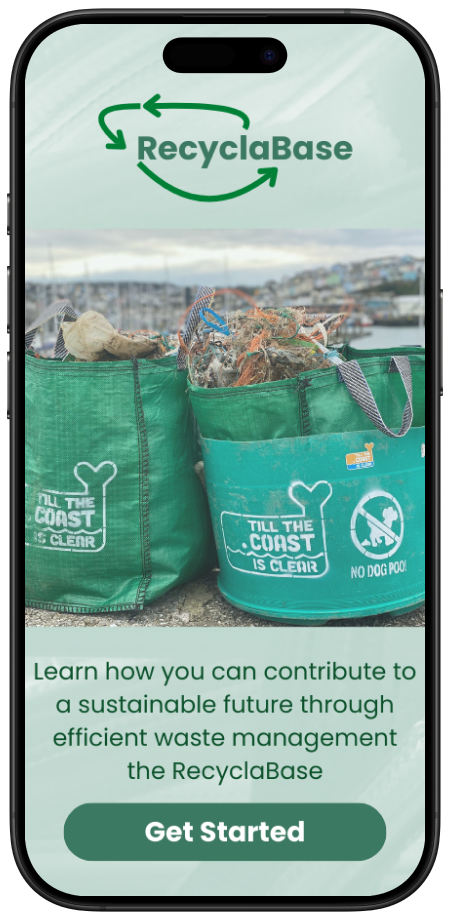 RecyclaBase
TILL THE
COAST
IS CLEAR
TILL THE
COAST
IS CLEAR
NO DOG POO!
Learn how you can contribute to
a sustainable future through
efficient waste management
the RecyclaBase
Get Started